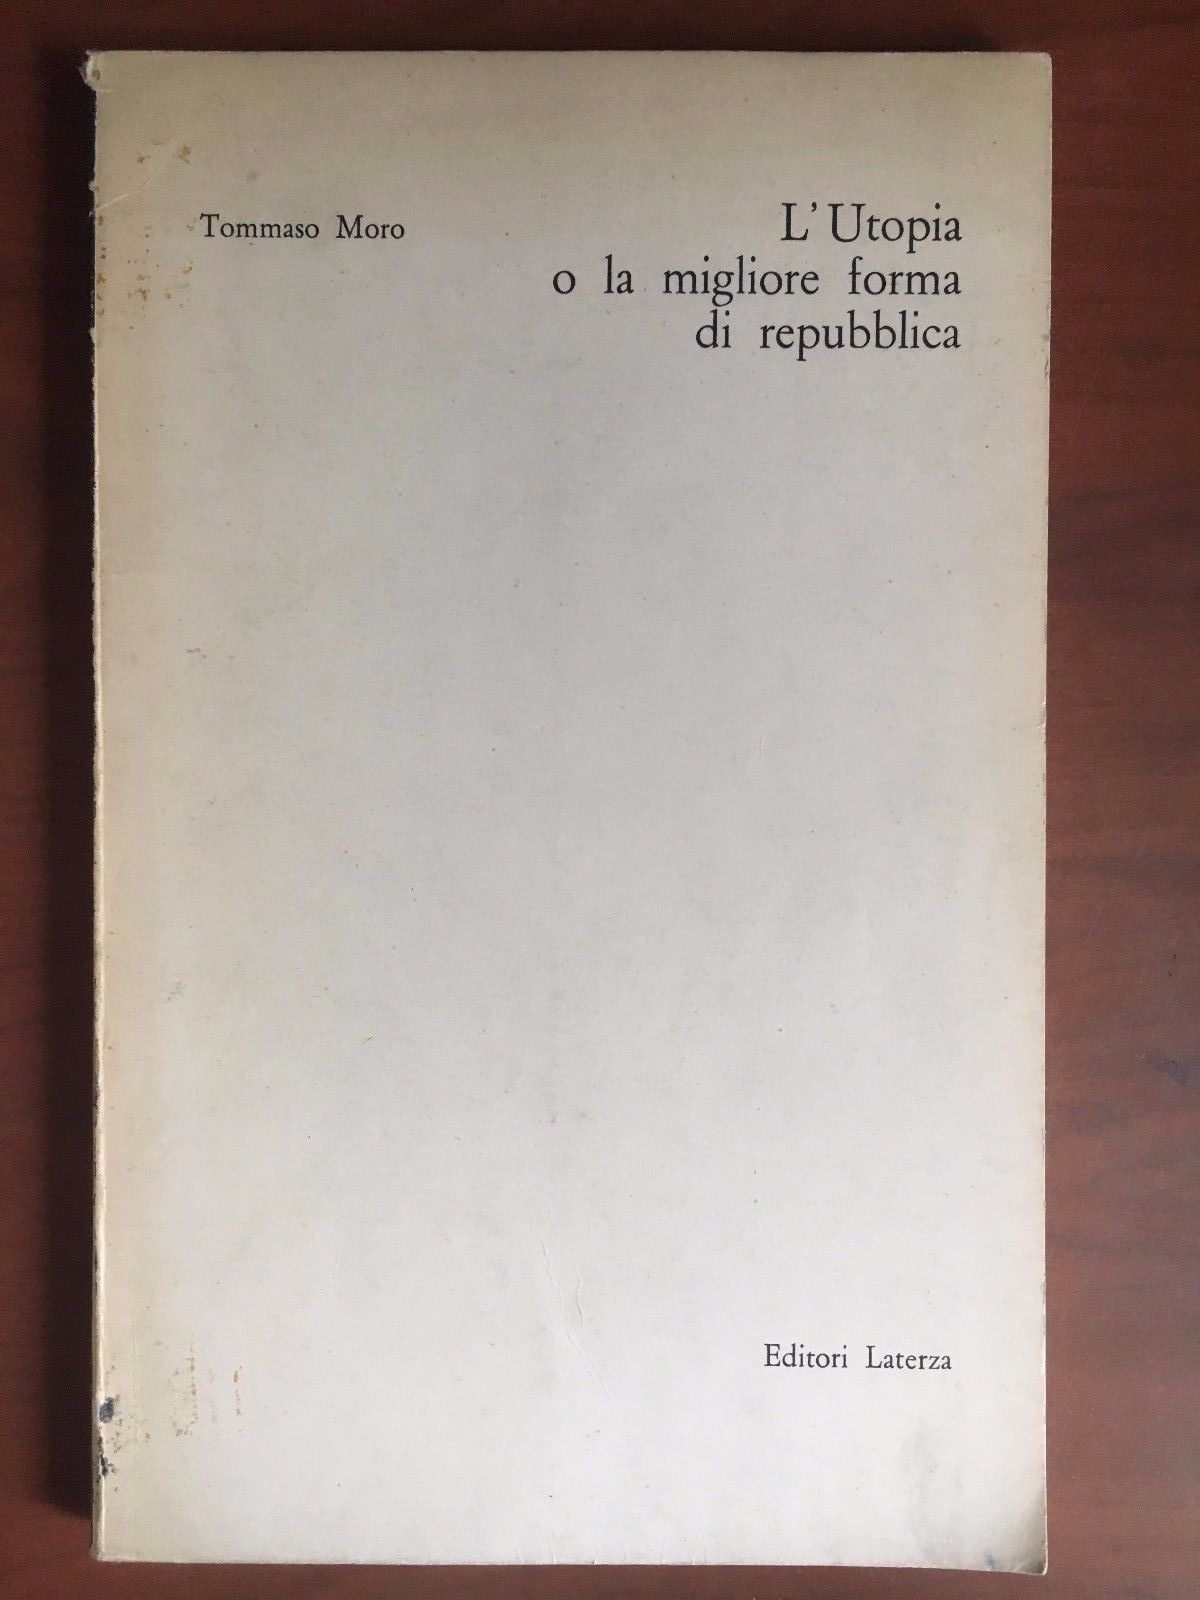 Tommaso Moro
L'Utopia
o la migliore forma
di repubblica
Editori Laterza